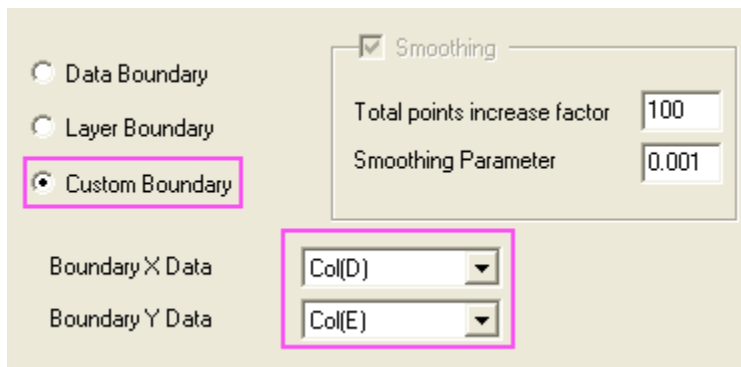 Smoothing
Data Boundary
Total points increase factor 100
Layer Boundary
Smoothing Parameter 0.001
Custom Boundary
Boundary X Data Col(D)
Boundary Y Data Col(E)